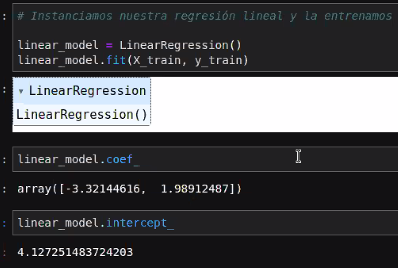 # Instanciamos nuestra regresión lineal y la entrenamos
linear_model = LinearRegression()
linear_model.fit(X_train, y_train)
▾ LinearRegression
LinearRegression()
linear_model.coef_
array([-3.32144616,  1.98912487])
linear_model.intercept_
4.127251483724203